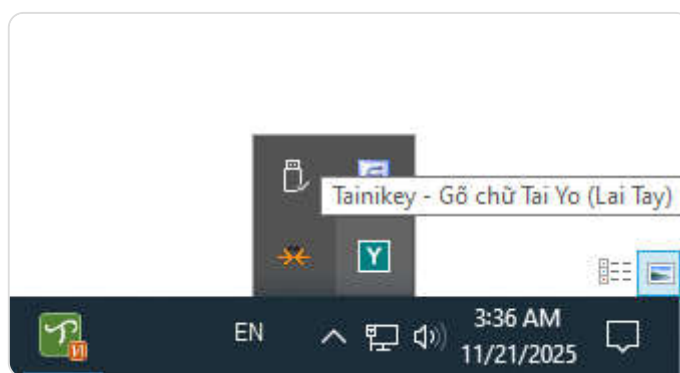 Tainikey - Gõ chữ Tai Yo (Lai Tay)
Y
EN
3:36 AM
11/21/2025